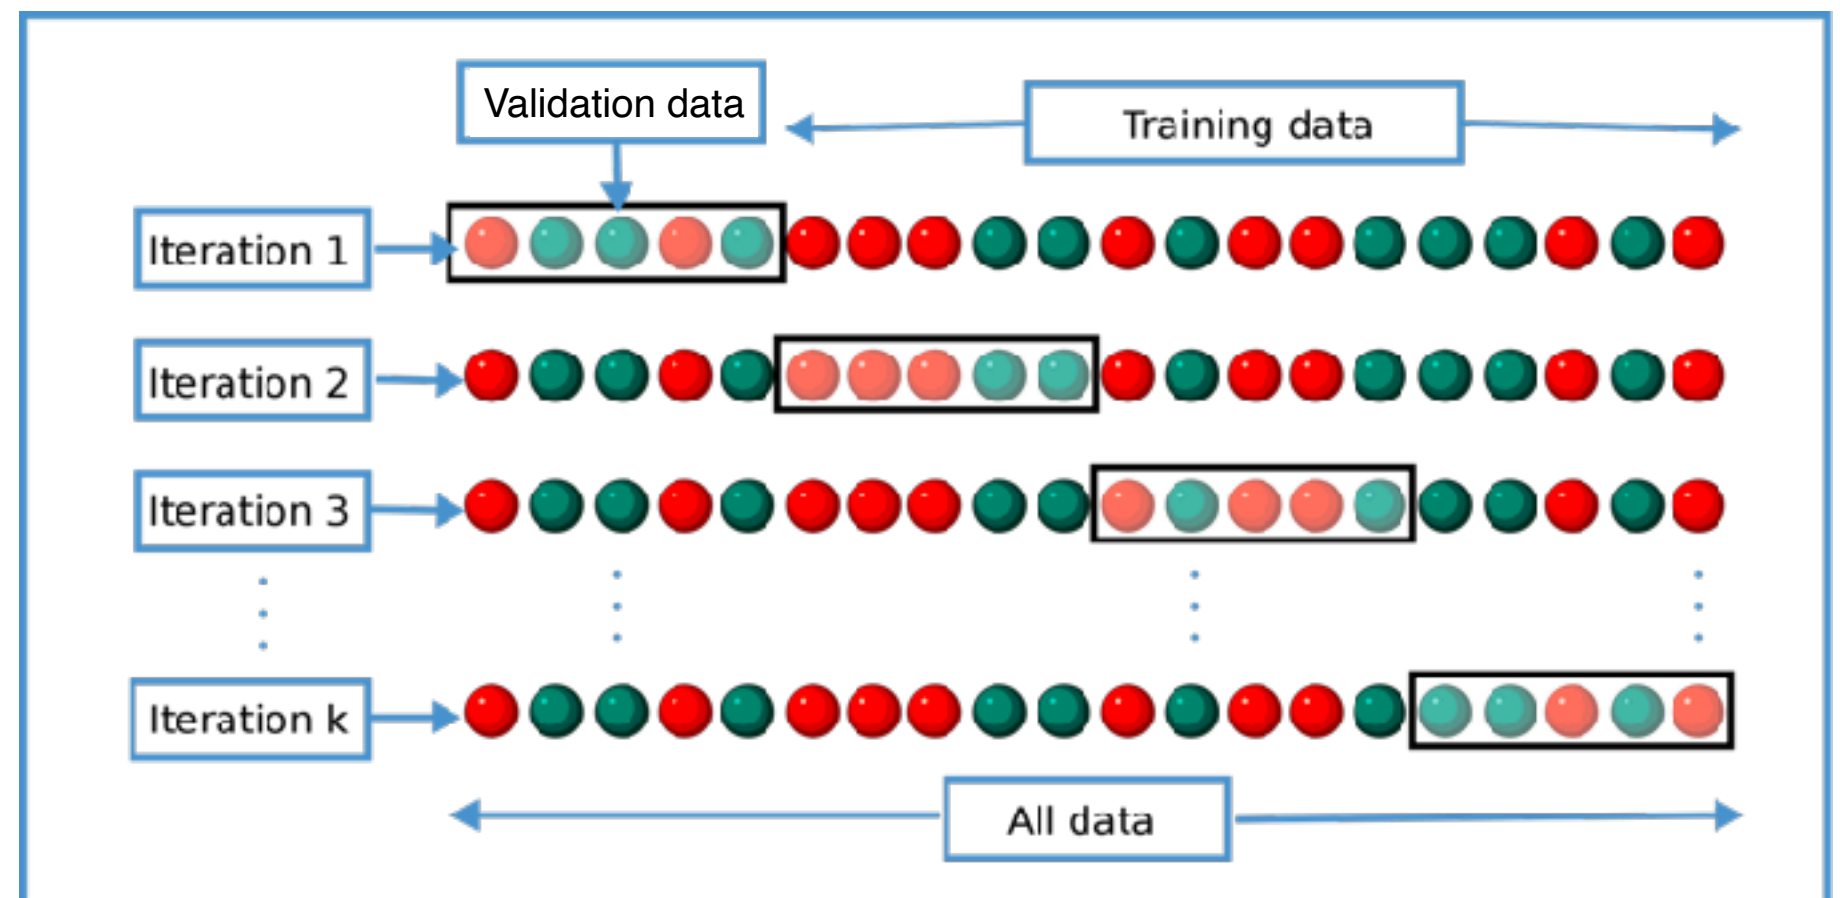 Validation data
Training data
Iteration 1
Iteration 2
Iteration 3
Iteration k
All data